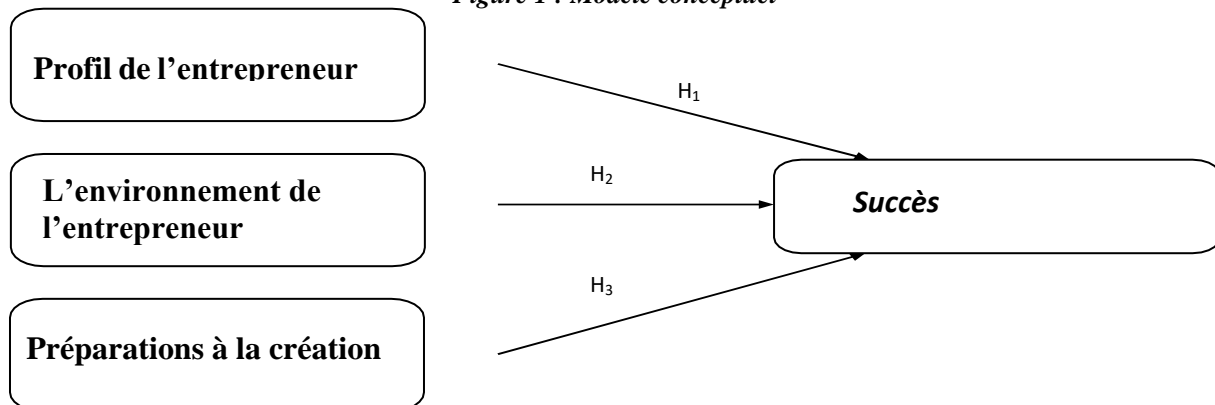 Figure 1 : Modèle conceptuel
Profil de l’entrepreneur
H₁
L’environnement de
l’entrepreneur
H₂
Succès
H₃
Préparations à la création